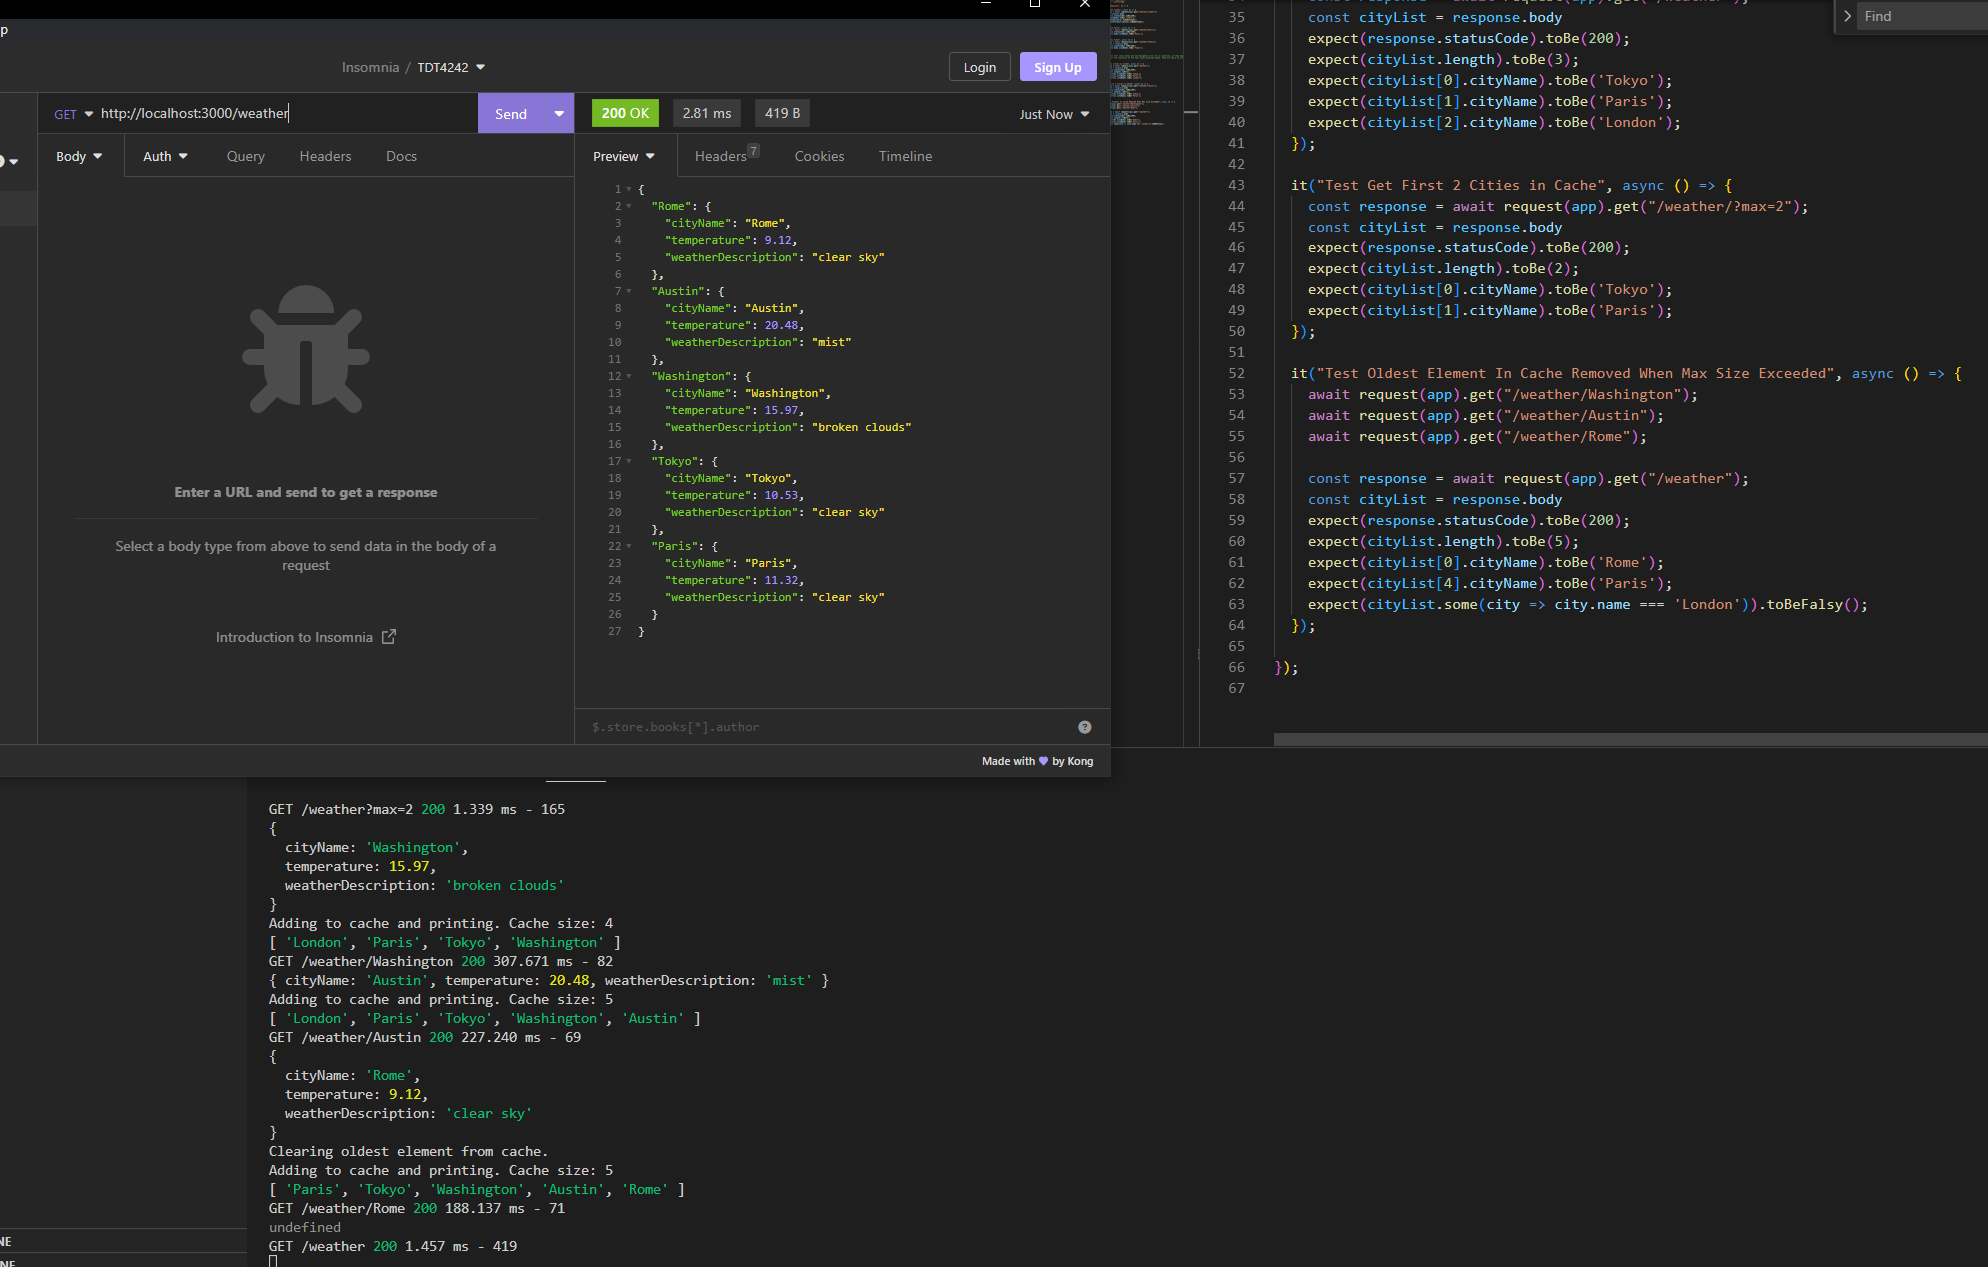 p
Insomnia / TDT4242
Login
Sign Up
GET http://localhost:3000/weather
Send
200 OK
2.81 ms
419 B
Just Now
Body
Auth
Query
Headers
Docs
Preview
Headers 7
Cookies
Timeline
1 {
2 "Rome": {
3 "cityName": "Rome",
4 "temperature": 9.12,
5 "weatherDescription": "clear sky"
6 },
7 "Austin": {
8 "cityName": "Austin",
9 "temperature": 20.48,
10 "weatherDescription": "mist"
11 },
12 "Washington": {
13 "cityName": "Washington",
14 "temperature": 15.97,
15 "weatherDescription": "broken clouds"
16 },
17 "Tokyo": {
18 "cityName": "Tokyo",
19 "temperature": 10.53,
20 "weatherDescription": "clear sky"
21 },
22 "Paris": {
23 "cityName": "Paris",
24 "temperature": 11.32,
25 "weatherDescription": "clear sky"
26 }
27 }
Enter a URL and send to get a response
Select a body type from above to send data in the body of a
request
Introduction to Insomnia
$.store.books[*].author
Made with by Kong
Find
35 const cityList = response.body
36 expect(response.statusCode).toBe(200);
37 expect(cityList.length).toBe(3);
38 expect(cityList[0].cityName).toBe('Tokyo');
39 expect(cityList[1].cityName).toBe('Paris');
40 expect(cityList[2].cityName).toBe('London');
41 });
42
43 it("Test Get First 2 Cities in Cache", async () => {
44 const response = await request(app).get("/weather/?max=2");
45 const cityList = response.body
46 expect(response.statusCode).toBe(200);
47 expect(cityList.length).toBe(2);
48 expect(cityList[0].cityName).toBe('Tokyo');
49 expect(cityList[1].cityName).toBe('Paris');
50 });
51
52 it("Test Oldest Element In Cache Removed When Max Size Exceeded", async () => {
53 await request(app).get("/weather/Washington");
54 await request(app).get("/weather/Austin");
55 await request(app).get("/weather/Rome");
56
57 const response = await request(app).get("/weather");
58 const cityList = response.body
59 expect(response.statusCode).toBe(200);
60 expect(cityList.length).toBe(5);
61 expect(cityList[0].cityName).toBe('Rome');
62 expect(cityList[4].cityName).toBe('Paris');
63 expect(cityList.some(city => city.name === 'London')).toBeFalsy();
64 });
65
66 });
67
GET /weather?max=2 200 1.339 ms - 165
{
cityName: 'Washington',
temperature: 15.97,
weatherDescription: 'broken clouds'
}
Adding to cache and printing. Cache size: 4
[ 'London', 'Paris', 'Tokyo', 'Washington' ]
GET /weather/Washington 200 307.671 ms - 82
{ cityName: 'Austin', temperature: 20.48, weatherDescription: 'mist' }
Adding to cache and printing. Cache size: 5
[ 'London', 'Paris', 'Tokyo', 'Washington', 'Austin' ]
GET /weather/Austin 200 227.240 ms - 69
{
cityName: 'Rome',
temperature: 9.12,
weatherDescription: 'clear sky'
}
Clearing oldest element from cache.
Adding to cache and printing. Cache size: 5
[ 'Paris', 'Tokyo', 'Washington', 'Austin', 'Rome' ]
GET /weather/Rome 200 188.137 ms - 71
undefined
GET /weather 200 1.457 ms - 419
NE
NE